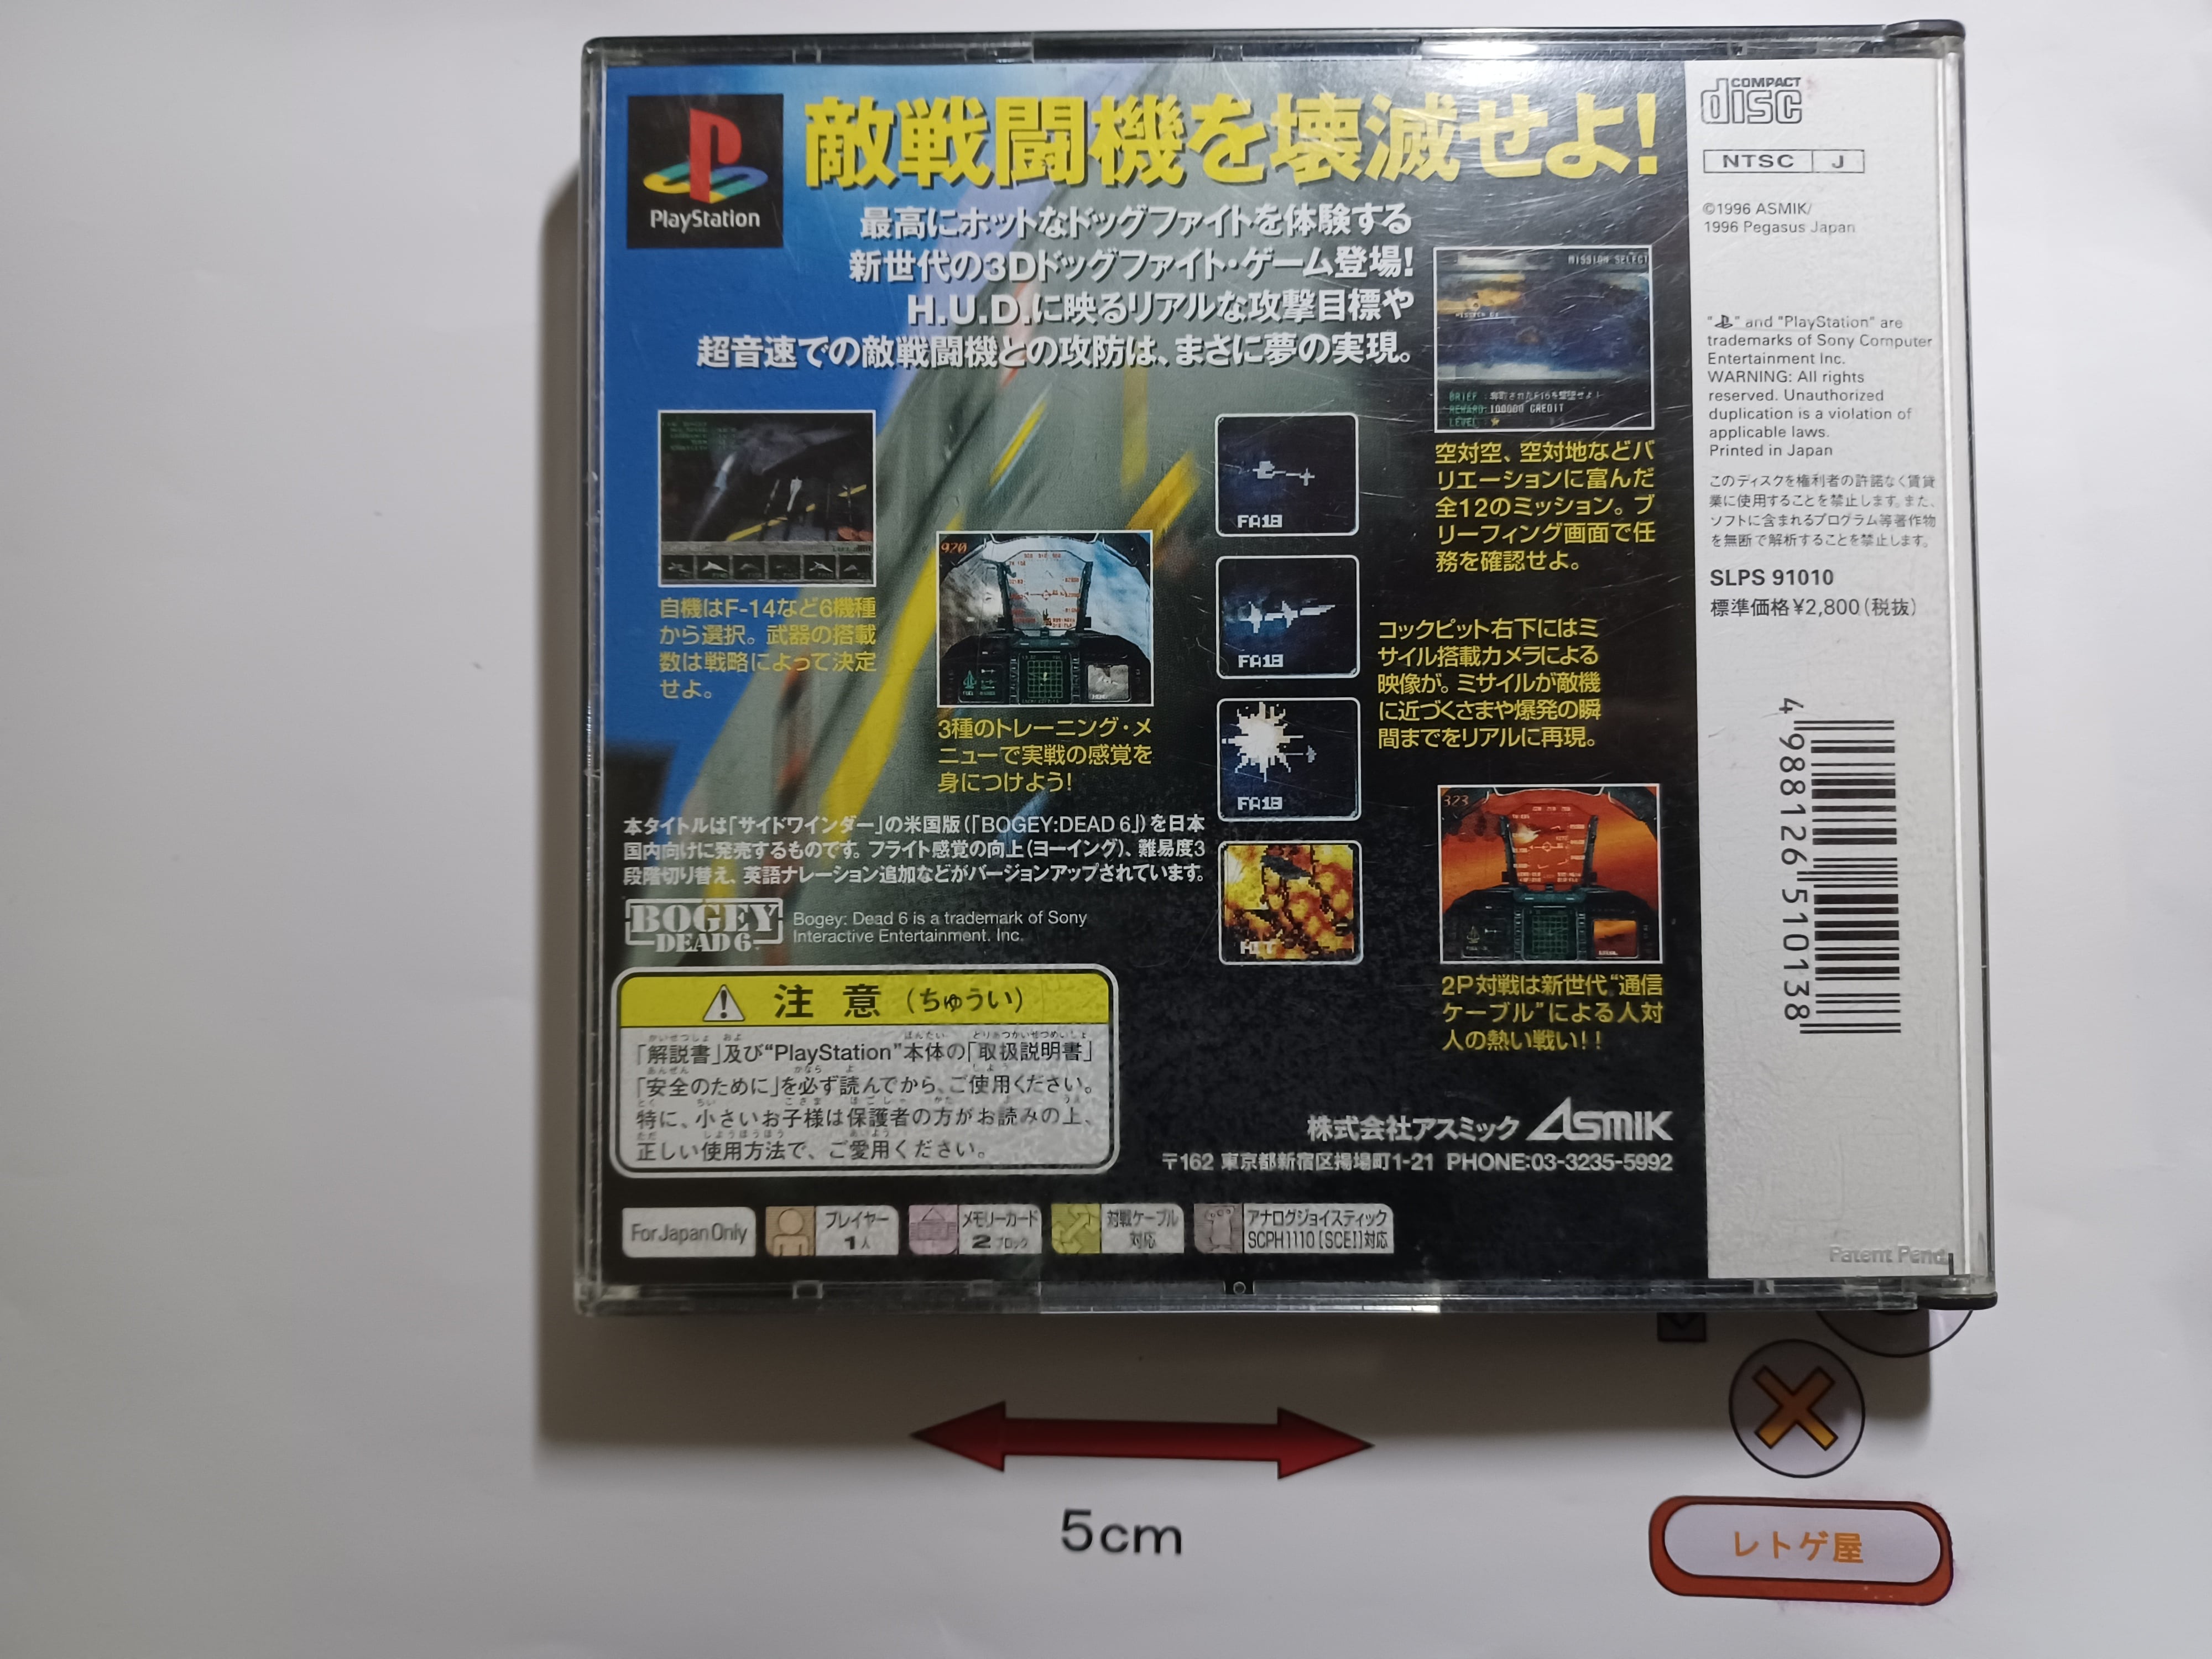 PlayStation
敵戦闘機を壊滅せよ!
最高にホットなドッグファイトを体験する
新世代の3Dドッグファイト・ゲーム登場!
H.U.D.に映るリアルな攻撃目標や
超音速での敵戦闘機との攻防は、まさに夢の実現。
自機はF-14など6機種
から選択。武器の搭載
数は戦略によって決定
せよ。
970
3種のトレーニング・メ
ニューで実戦の感覚を
身につけよう!
FA18
FA18
FA18
HIT
MISSION SELECT
BRIEF
REWARD 100000 CREDIT
LEVEL
空対空、空対地などバ
リエーションに富んだ
全12のミッション。ブ
リーフィング画面で任
務を確認せよ。
コックピット右下にはミ
サイル搭載カメラによる
映像が。ミサイルが敵機
に近づくさまや爆発の瞬
間までをリアルに再現。
323
2P対戦は新世代“通信
ケーブル”による人対
人の熱い戦い!!
本タイトルは「サイドワインダー」の米国版(「BOGEY:DEAD 6」)を日本
国内向けに発売するものです。フライト感覚の向上(ヨーイング)、難易度3
段階切り替え、英語ナレーション追加などがバージョンアップされています。
BOGEY
DEAD 6
Bogey: Dead 6 is a trademark of Sony
Interactive Entertainment. Inc.
注意(ちゅうい)
「解説書」及び“PlayStation”本体の「取扱説明書」
「安全のために」を必ず読んでから、ご使用ください。
特に、小さいお子様は保護者の方がお読みの上、
正しい使用方法で、ご愛用ください。
株式会社アスミック ASMIK
〒162 東京都新宿区揚場町1-21 PHONE:03-3235-5992
For Japan Only
プレイヤー
1人
メモリーカード
2ブロック
対戦ケーブル
対応
アナログジョイスティック
SCPH1110[SCEI]対応
COMPACT
disc
NTSC J
©1996 ASMIK/
1996 Pegasus Japan
" " and "PlayStation" are
trademarks of Sony Computer
Entertainment Inc.
WARNING: All rights
reserved. Unauthorized
duplication is a violation of
applicable laws.
Printed in Japan
このディスクを権利者の許諾なく賃貸
業に使用することを禁止します。また、
ソフトに含まれるプログラム等著作物
を無断で解析することを禁止します。
SLPS 91010
標準価格¥2,800(税抜)
4 988126 510138
Patent Pend.
5cm
レトゲ屋